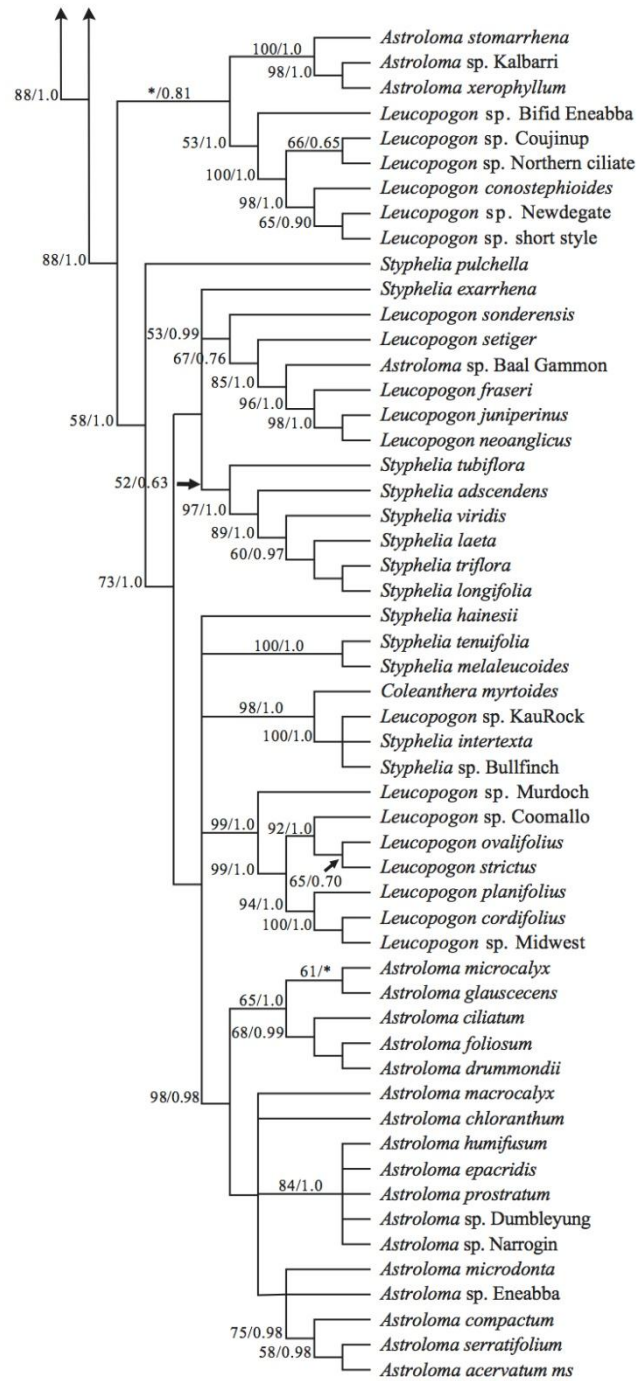 Astroloma stomarrhena
100/1.0
Astroloma sp. Kalbarri
98/1.0
Astroloma xerophyllum
88/1.0
*/0.81
Leucopogon sp. Bifid Eneabba
66/0.65
Leucopogon sp. Coujinup
53/1.0
Leucopogon sp. Northern ciliate
100/1.0
Leucopogon conostephioides
98/1.0
Leucopogon sp. Newdegate
65/0.90
Leucopogon sp. short style
88/1.0
Styphelia pulchella
Styphelia exarrhena
Leucopogon sonderensis
53/0.99
Leucopogon setiger
67/0.76
Astroloma sp. Baal Gammon
85/1.0
Leucopogon fraseri
96/1.0
Leucopogon juniperinus
58/1.0
98/1.0
Leucopogon neoanglicus
Styphelia tubiflora
52/0.63
Styphelia adscendens
97/1.0
Styphelia viridis
89/1.0
Styphelia laeta
60/0.97
Styphelia triflora
73/1.0
Styphelia longifolia
Styphelia hainesii
Styphelia tenuifolia
100/1.0
Styphelia melaleucoides
Coleanthera myrtoides
98/1.0
Leucopogon sp. KauRock
100/1.0
Styphelia intertexta
Styphelia sp. Bullfinch
Leucopogon sp. Murdoch
Leucopogon sp. Coomallo
99/1.0
92/1.0
Leucopogon ovalifolius
99/1.0
Leucopogon strictus
65/0.70
Leucopogon planifolius
94/1.0
Leucopogon cordifolius
100/1.0
Leucopogon sp. Midwest
61/*
Astroloma microcalyx
Astroloma glauscecens
65/1.0
Astroloma ciliatum
68/0.99
Astroloma foliosum
Astroloma drummondii
98/0.98
Astroloma macrocalyx
Astroloma chloranthum
Astroloma humifusum
Astroloma epacridis
84/1.0
Astroloma prostratum
Astroloma sp. Dumbleyung
Astroloma sp. Narrogin
Astroloma microdonta
Astroloma sp. Eneabba
Astroloma compactum
75/0.98
Astroloma serratifolium
58/0.98
Astroloma acervatum ms